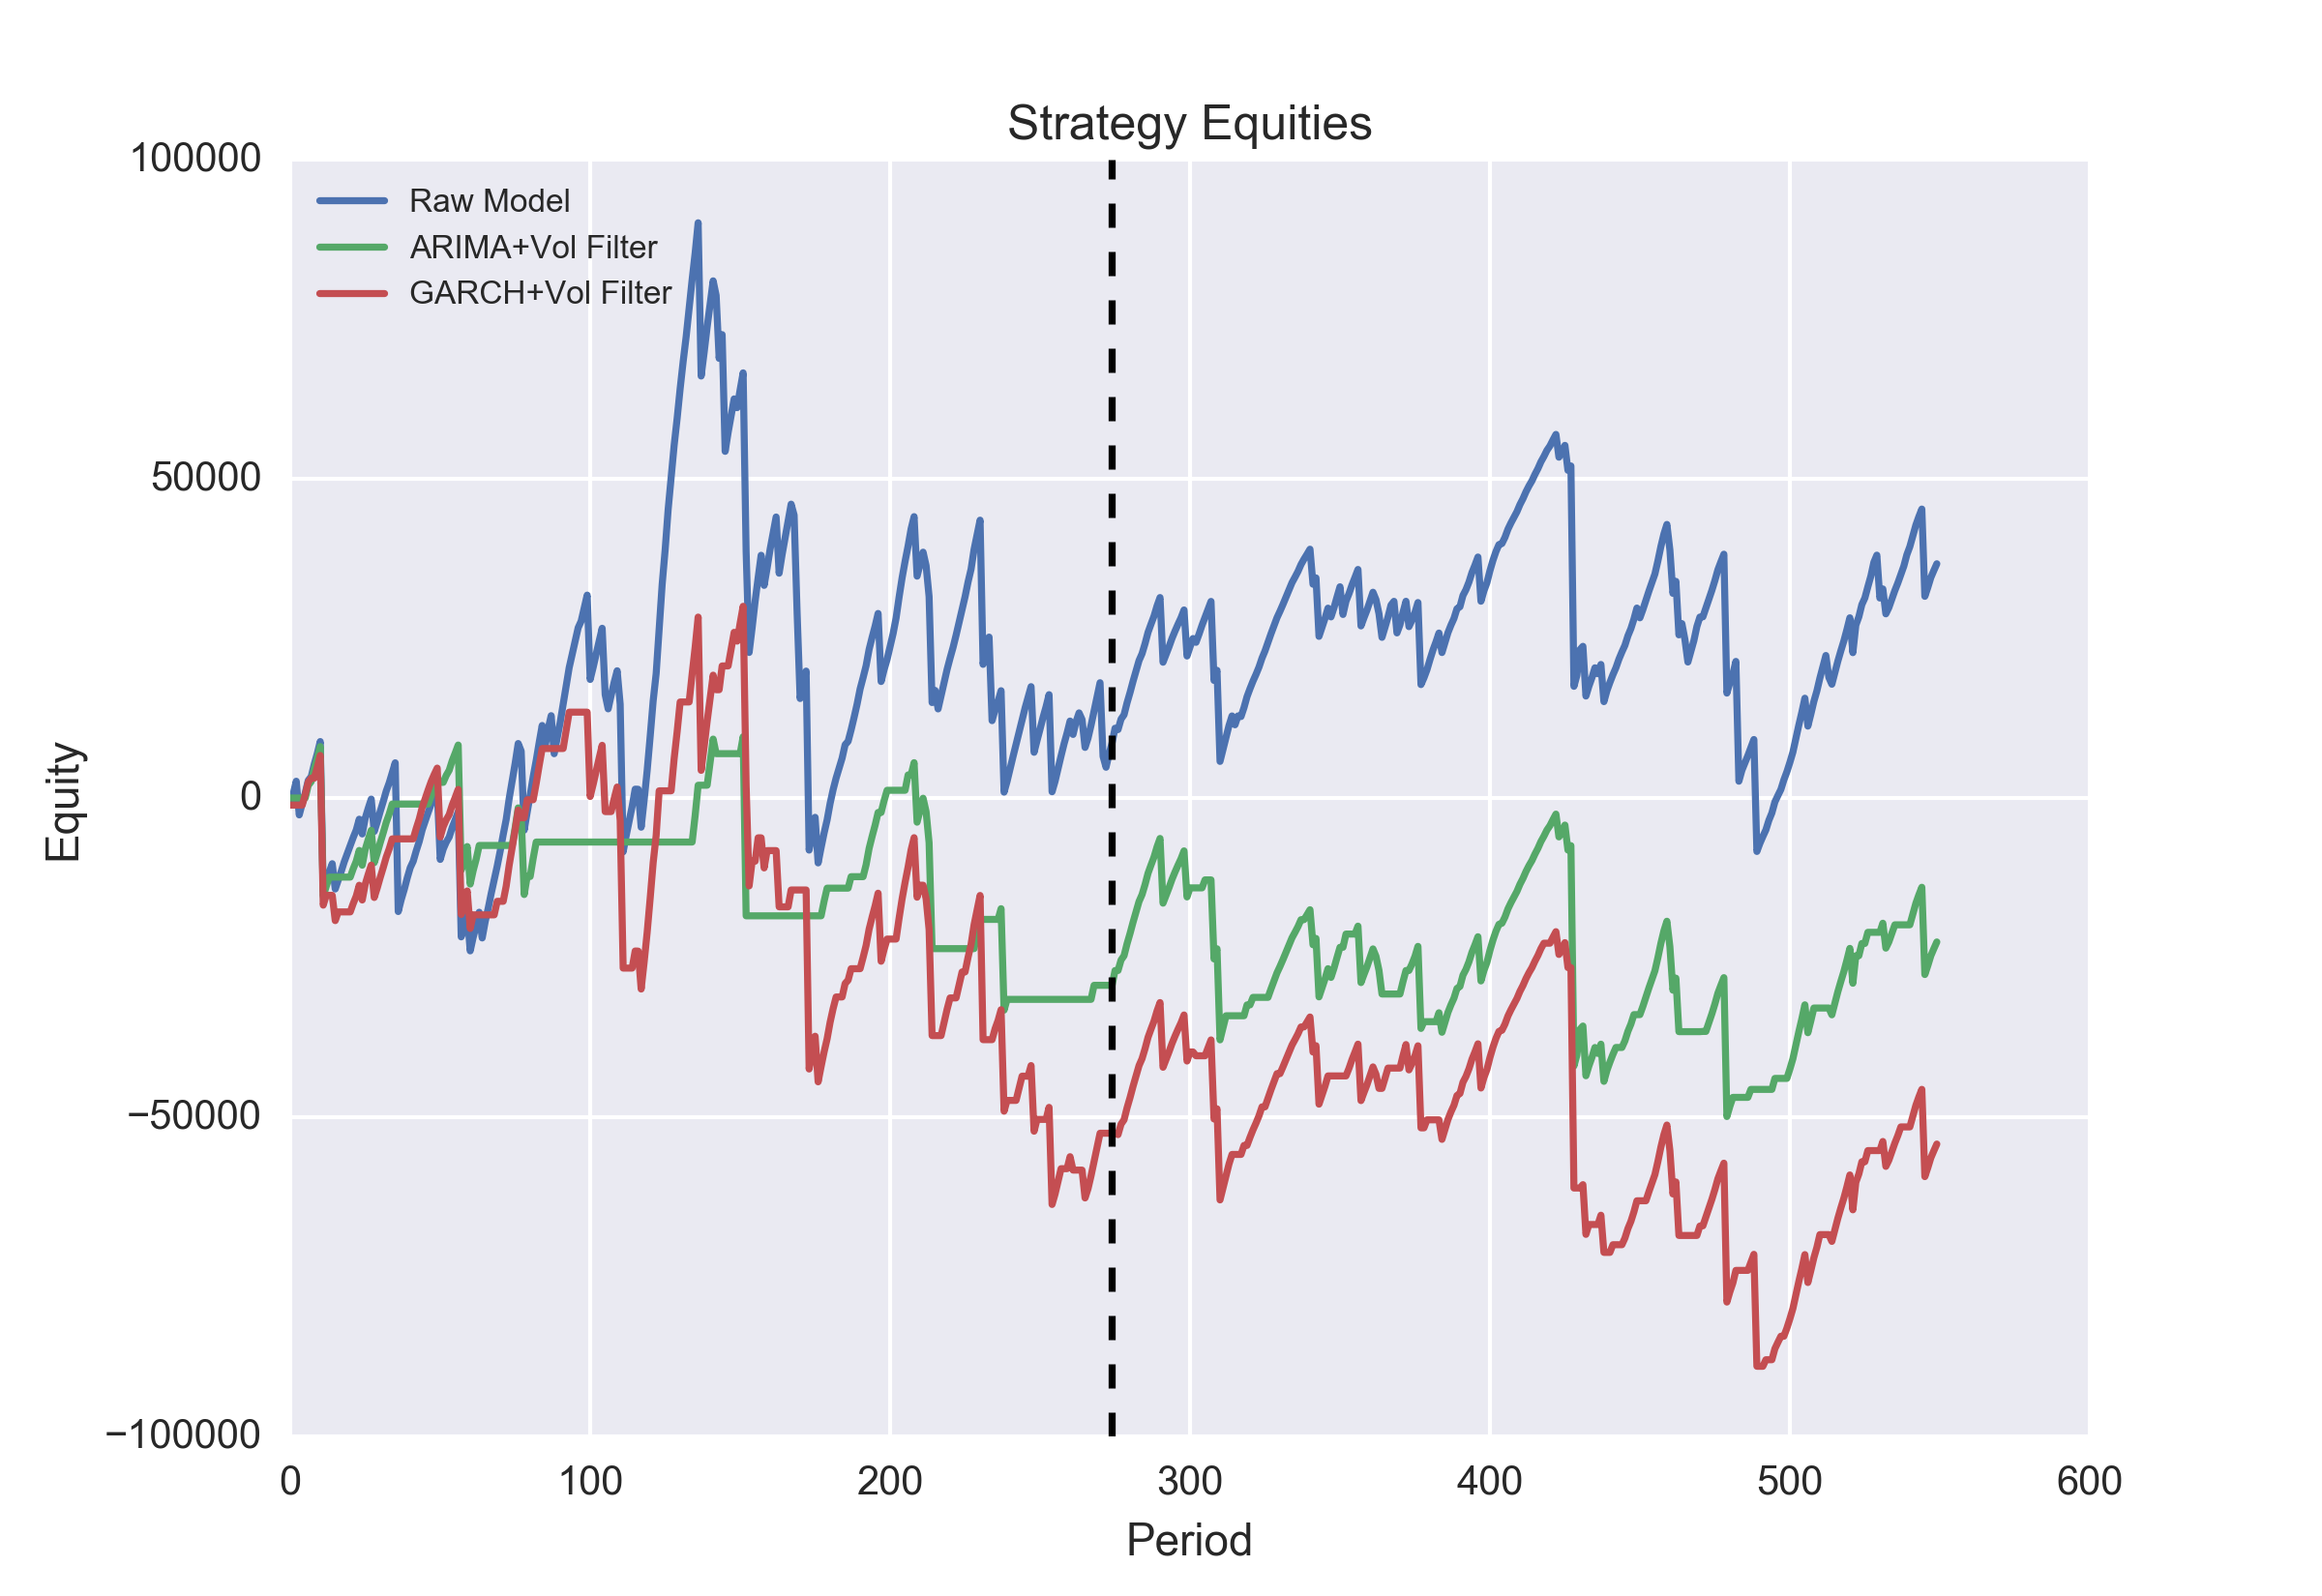 Strategy Equities
100000
50000
0
−50000
−100000
Equity
Raw Model
ARIMA+Vol Filter
GARCH+Vol Filter
0 100 200 300 400 500 600
Period